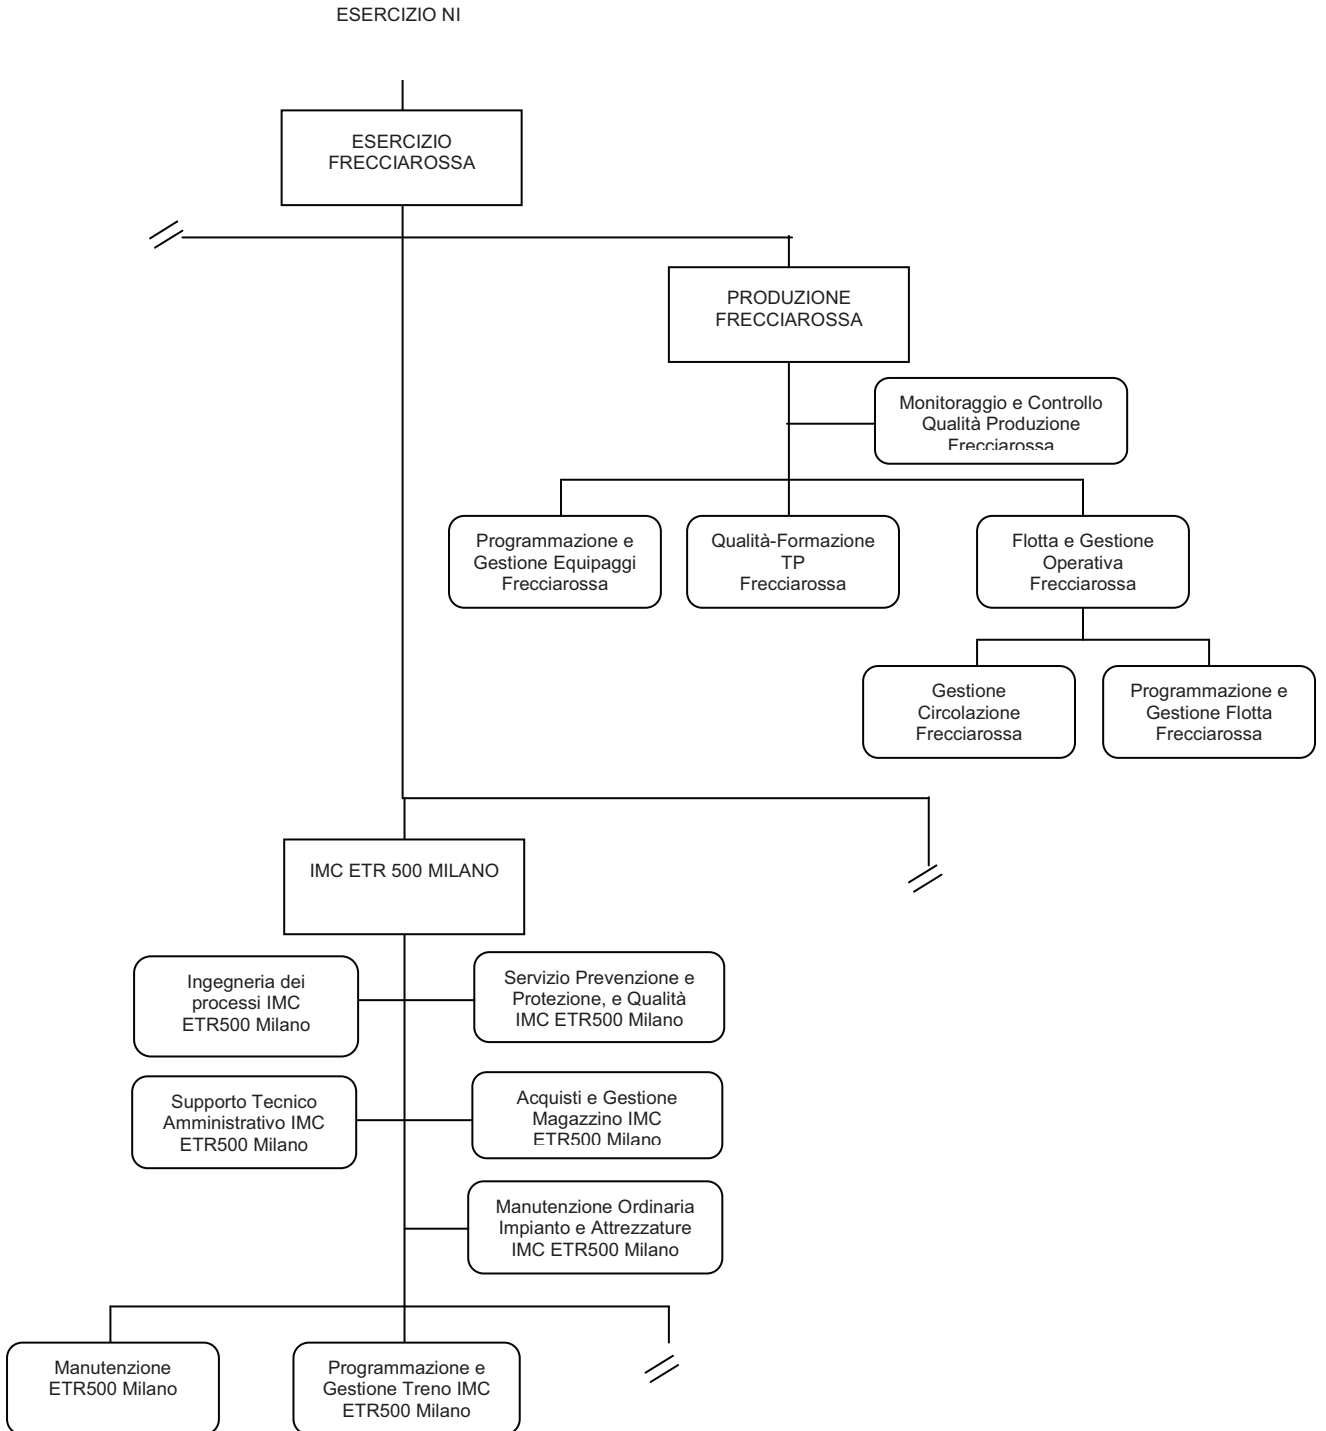 ESERCIZIO NI
ESERCIZIO
FRECCIAROSSA
PRODUZIONE
FRECCIAROSSA
Monitoraggio e Controllo
Qualità Produzione
Frecciarossa
Programmazione e
Gestione Equipaggi
Frecciarossa
Qualità-Formazione
TP
Frecciarossa
Flotta e Gestione
Operativa
Frecciarossa
Gestione
Circolazione
Frecciarossa
Programmazione e
Gestione Flotta
Frecciarossa
IMC ETR 500 MILANO
Ingegneria dei
processi IMC
ETR500 Milano
Servizio Prevenzione e
Protezione, e Qualità
IMC ETR500 Milano
Supporto Tecnico
Amministrativo IMC
ETR500 Milano
Acquisti e Gestione
Magazzino IMC
ETR500 Milano
Manutenzione Ordinaria
Impianto e Attrezzature
IMC ETR500 Milano
Manutenzione
ETR500 Milano
Programmazione e
Gestione Treno IMC
ETR500 Milano